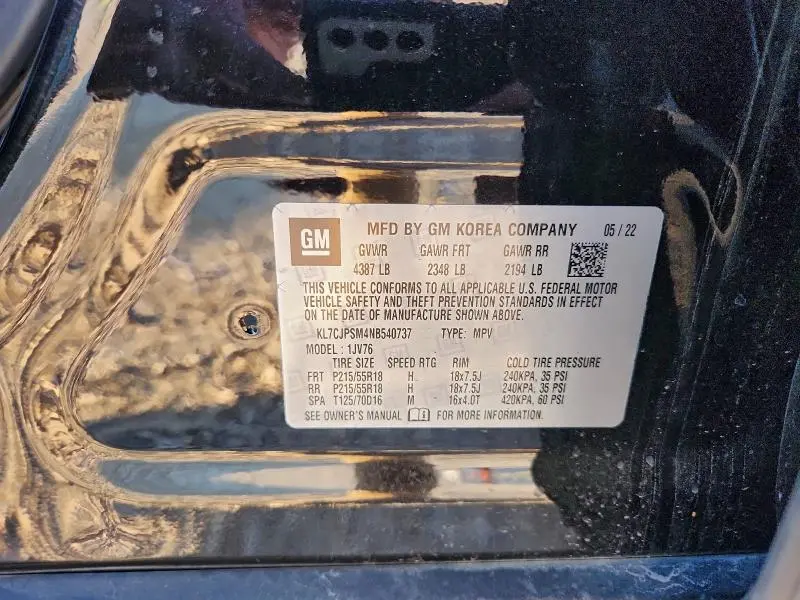 GM
MFD BY GM KOREA COMPANY 05 / 22
GVWR GAWR FRT GAWR RR
4387 LB 2348 LB 2194 LB
THIS VEHICLE CONFORMS TO ALL APPLICABLE U.S. FEDERAL MOTOR
VEHICLE SAFETY AND THEFT PREVENTION STANDARDS IN EFFECT
ON THE DATE OF MANUFACTURE SHOWN ABOVE.
KL7CJPSM4NB540737 TYPE: MPV
MODEL: 1JV76
TIRE SIZE SPEED RTG RIM COLD TIRE PRESSURE
FRT P215/55R18 H 18x7.5J 240KPA, 35 PSI
RR P215/55R18 H 18x7.5J 240KPA, 35 PSI
SPA T125/70D16 M 16x4.0T 420KPA, 60 PSI
SEE OWNER'S MANUAL FOR MORE INFORMATION.